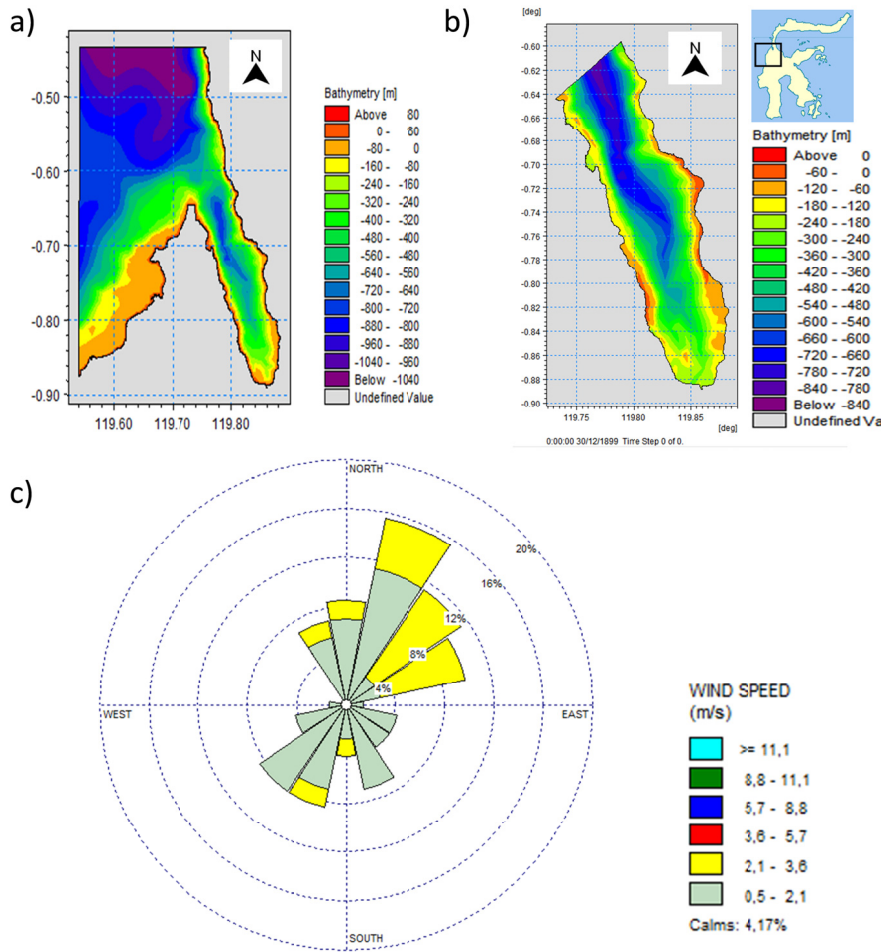 a)
N
-0.50
-0.60
-0.70
-0.80
-0.90
119.60 119.70 119.80
Bathymetry [m]
Above 80
0 - 80
-80 - 0
-160 - -80
-240 - -160
-320 - -240
-400 - -320
-480 - -400
-560 - -480
-640 - -560
-720 - -640
-800 - -720
-880 - -800
-960 - -880
-1040 - -960
Below -1040
Undefined Value
b)
[deg]
N
-0.60
-0.62
-0.64
-0.66
-0.68
-0.70
-0.72
-0.74
-0.76
-0.78
-0.80
-0.82
-0.84
-0.86
-0.88
-0.90
119.75 119.80 119.85
[deg]
0:00:00 30/12/1899 Time Step 0 of 0.
Bathymetry [m]
Above 0
-60 - 0
-120 - -60
-180 - -120
-240 - -180
-300 - -240
-360 - -300
-420 - -360
-480 - -420
-540 - -480
-600 - -540
-660 - -600
-720 - -660
-780 - -720
-840 - -780
Below -840
Undefined Va
c)
NORTH
20%
16%
12%
8%
4%
WEST
EAST
SOUTH
WIND SPEED
(m/s)
>= 11,1
8,8 - 11,1
5,7 - 8,8
3,6 - 5,7
2,1 - 3,6
0,5 - 2,1
Calms: 4,17%